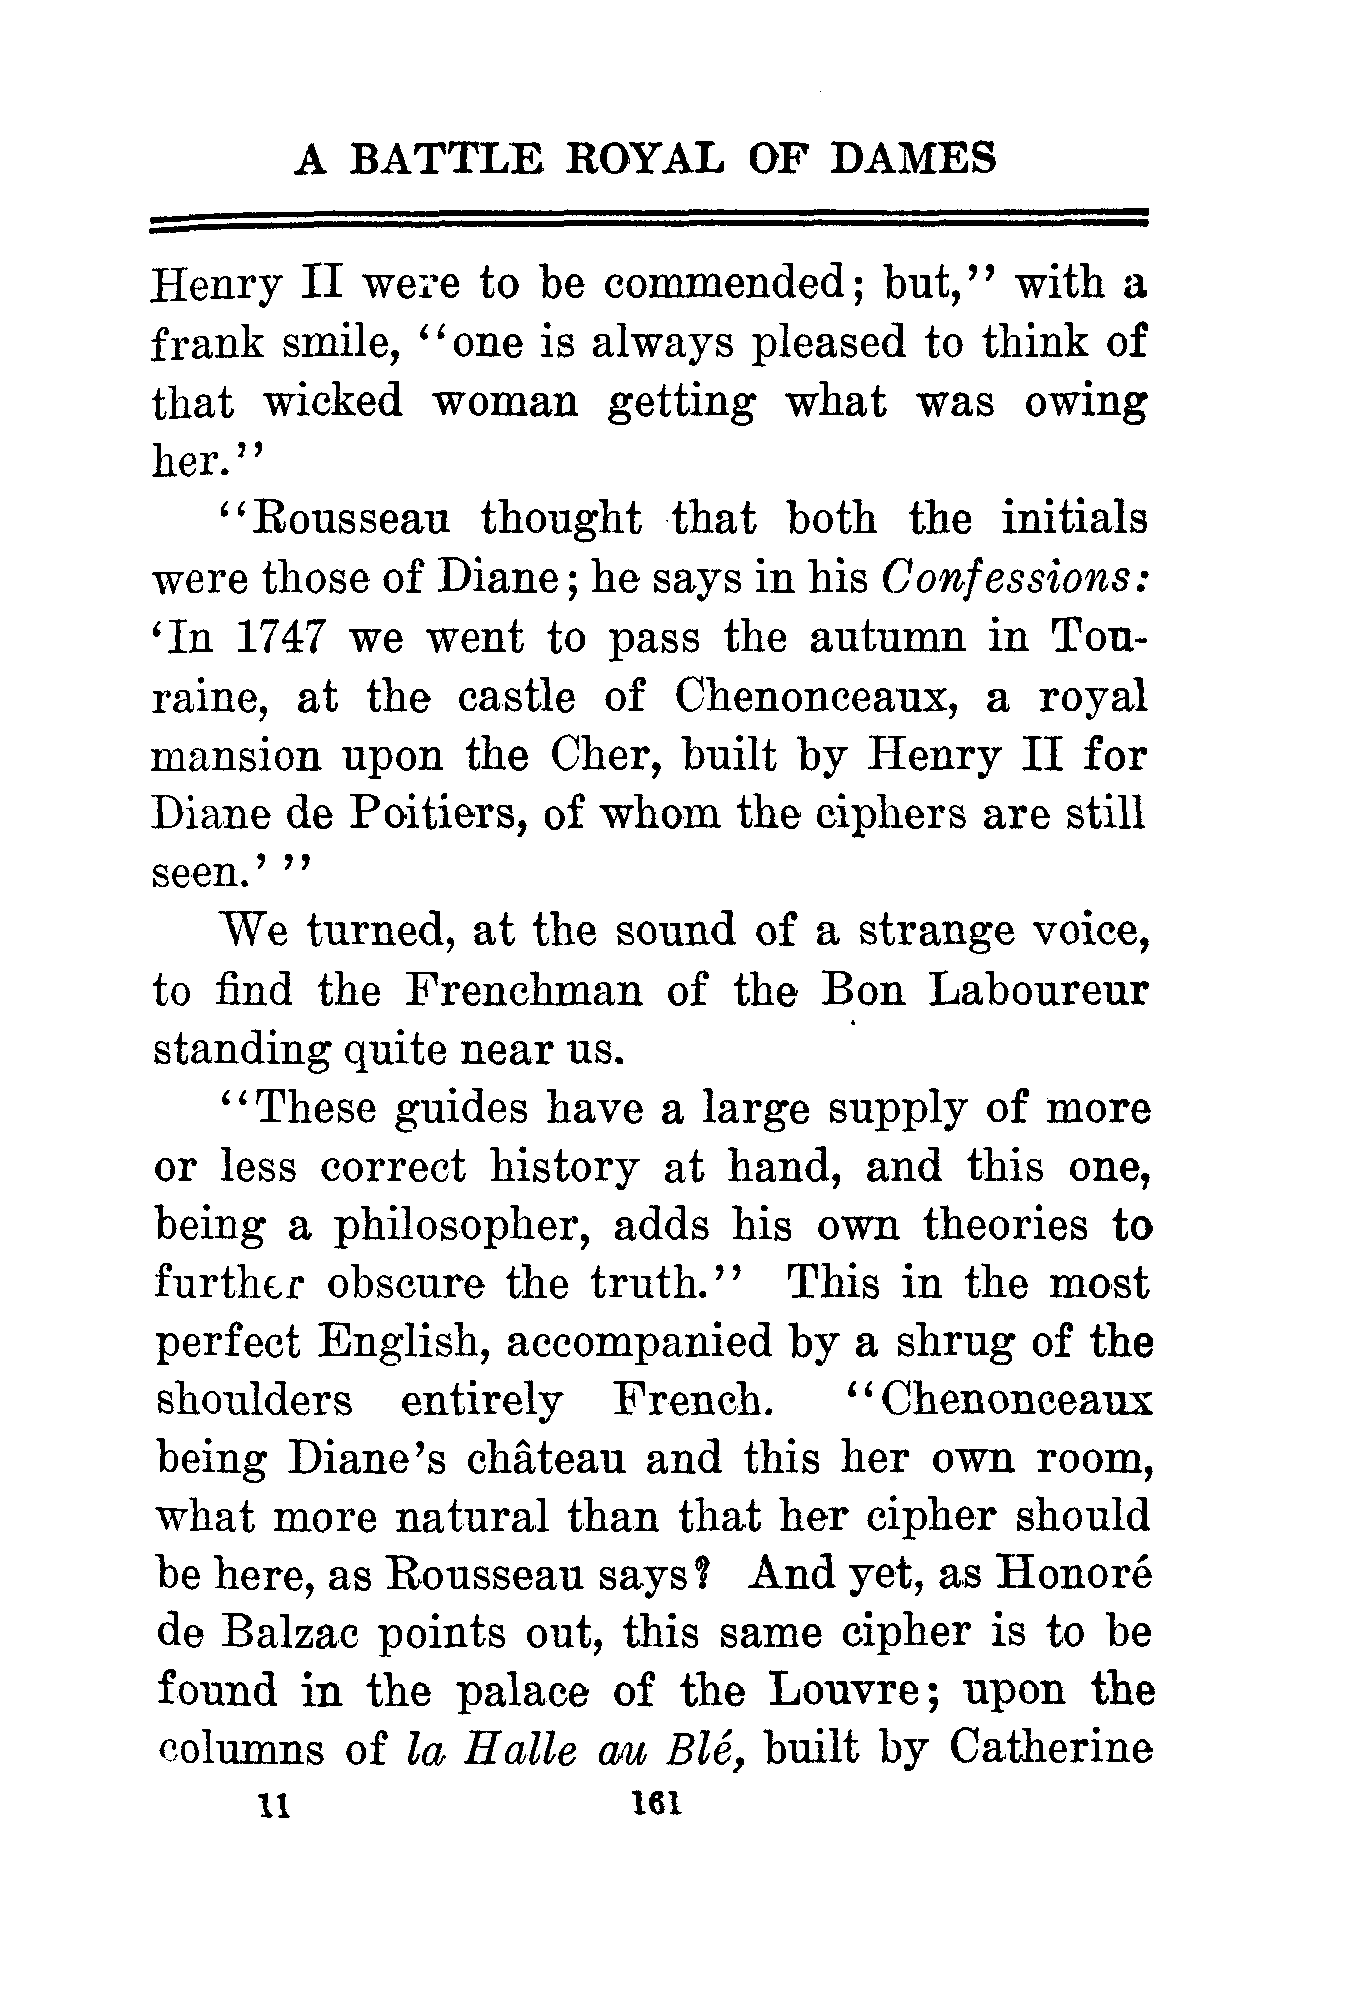 A BATTLE ROYAL OF DAMES
Henry II were to be commended; but,'' with a
frank smile, ‘‘one is always pleased to think of
that wicked woman getting what was owing
her.''
‘‘Rousseau thought that both the initials
were those of Diane; he says in his Confessions:
‘In 1747 we went to pass the autumn in Tou-
raine, at the castle of Chenonceaux, a royal
mansion upon the Cher, built by Henry II for
Diane de Poitiers, of whom the ciphers are still
seen.’ ’’
We turned, at the sound of a strange voice,
to find the Frenchman of the Bon Laboureur
standing quite near us.
‘‘These guides have a large supply of more
or less correct history at hand, and this one,
being a philosopher, adds his own theories to
further obscure the truth.’’ This in the most
perfect English, accompanied by a shrug of the
shoulders entirely French. ‘‘Chenonceaux
being Diane’s château and this her own room,
what more natural than that her cipher should
be here, as Rousseau says? And yet, as Honoré
de Balzac points out, this same cipher is to be
found in the palace of the Louvre; upon the
columns of la Halle au Blé, built by Catherine
11 161